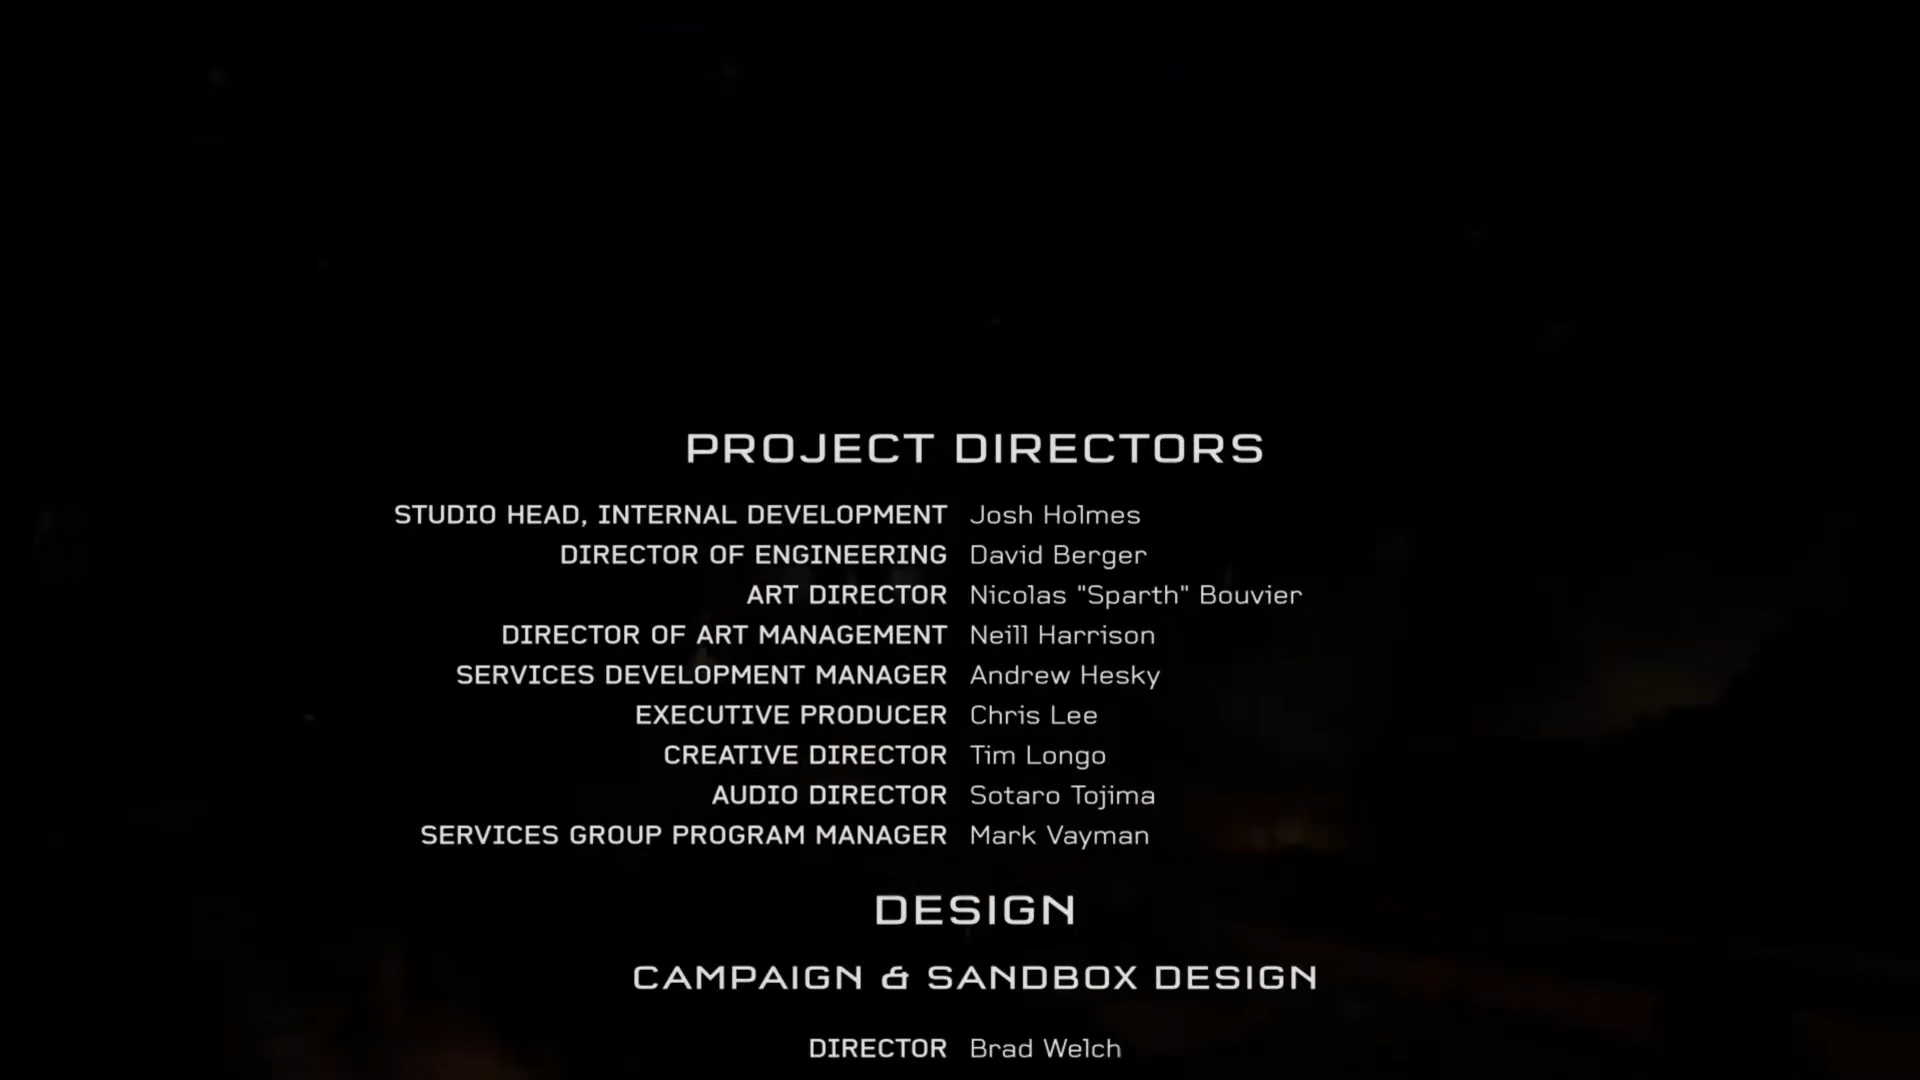 PROJECT DIRECTORS
STUDIO HEAD, INTERNAL DEVELOPMENT Josh Holmes
DIRECTOR OF ENGINEERING David Berger
ART DIRECTOR Nicolas "Sparth" Bouvier
DIRECTOR OF ART MANAGEMENT Neill Harrison
SERVICES DEVELOPMENT MANAGER Andrew Hesky
EXECUTIVE PRODUCER Chris Lee
CREATIVE DIRECTOR Tim Longo
AUDIO DIRECTOR Sotaro Tojima
SERVICES GROUP PROGRAM MANAGER Mark Vayman
DESIGN
CAMPAIGN & SANDBOX DESIGN
DIRECTOR Brad Welch